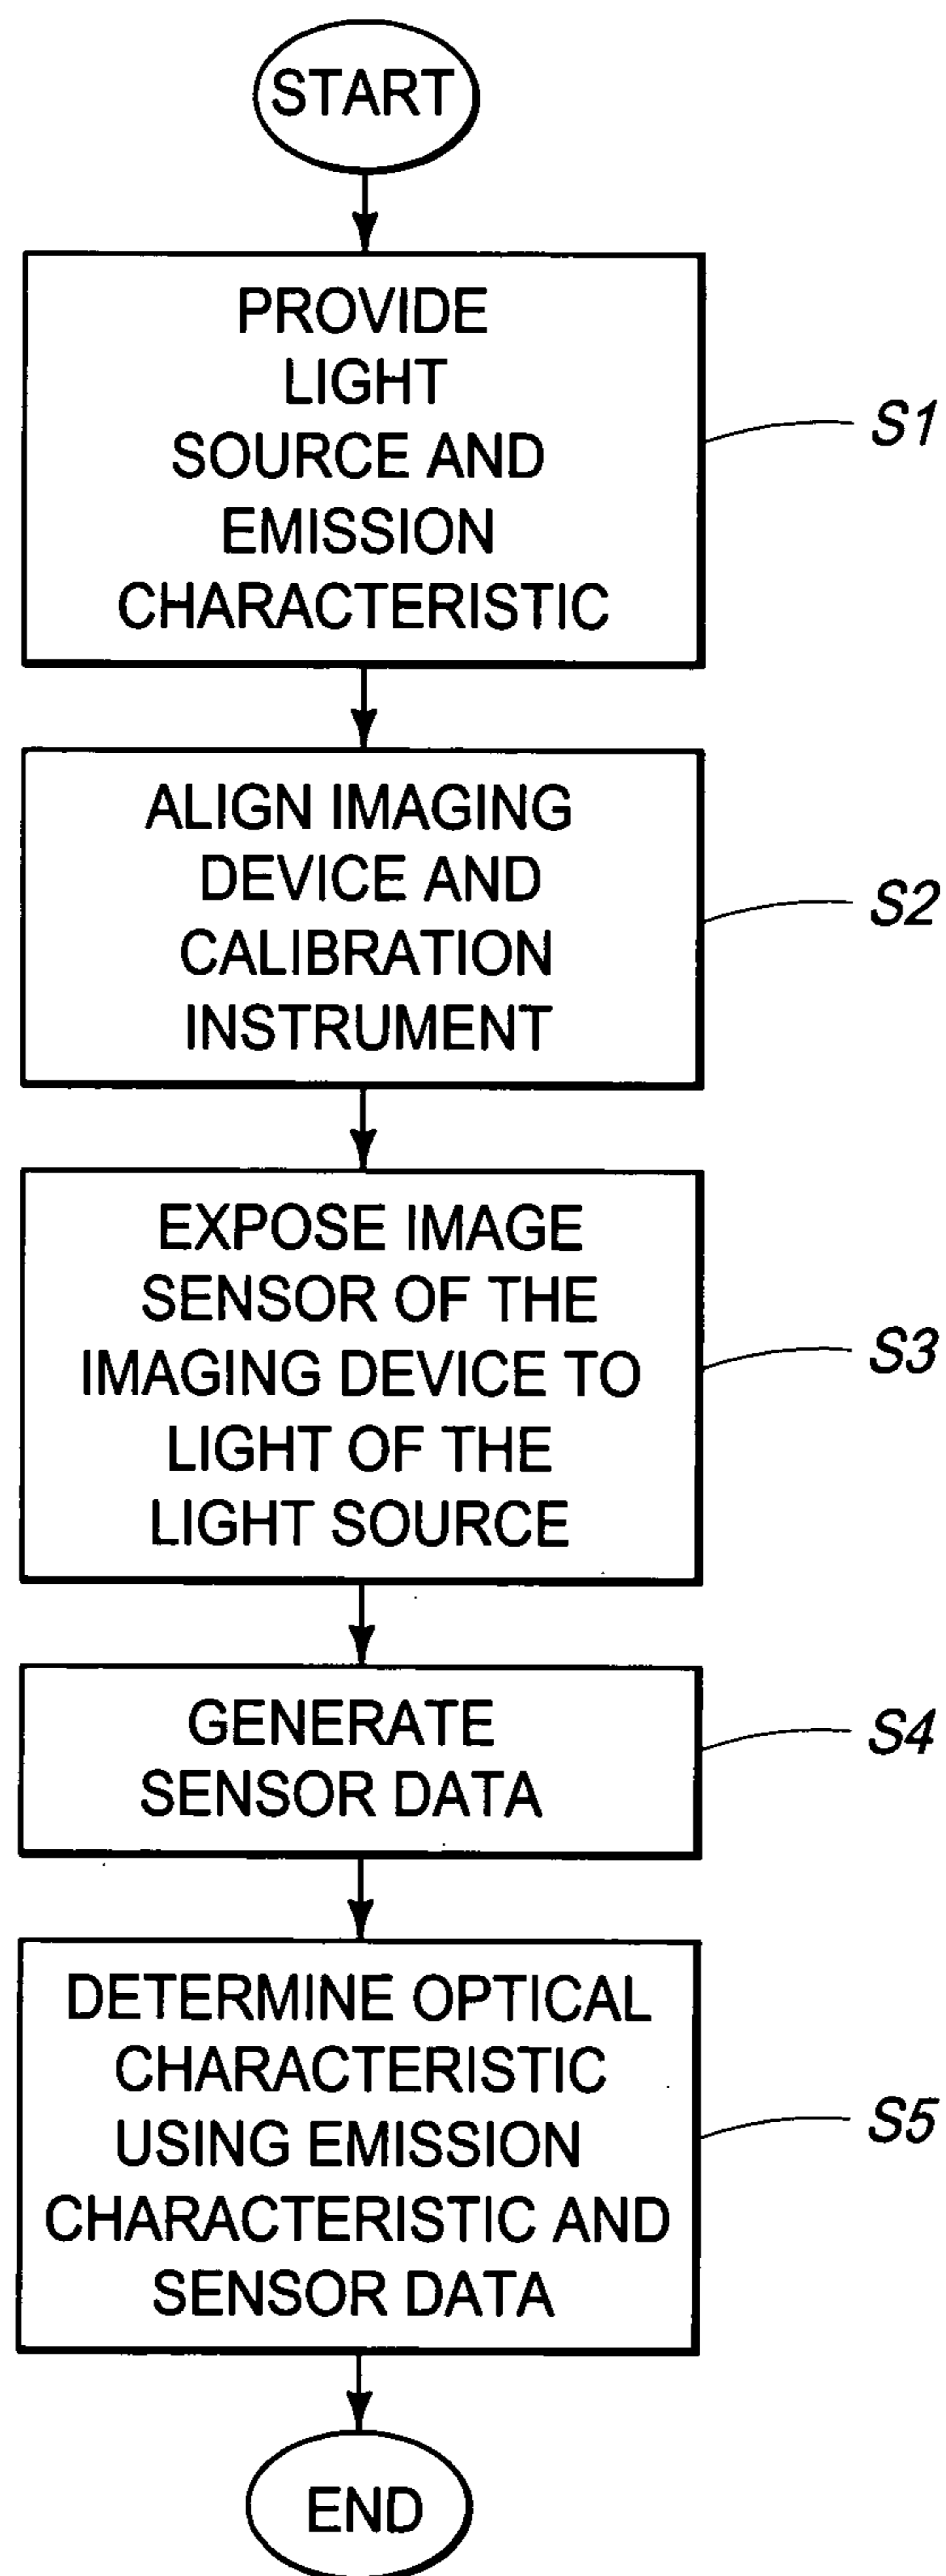 START
PROVIDE
LIGHT
SOURCE AND
EMISSION
CHARACTERISTIC
S1
ALIGN IMAGING
DEVICE AND
CALIBRATION
INSTRUMENT
S2
EXPOSE IMAGE
SENSOR OF THE
IMAGING DEVICE TO
LIGHT OF THE
LIGHT SOURCE
S3
GENERATE
SENSOR DATA
S4
DETERMINE OPTICAL
CHARACTERISTIC
USING EMISSION
CHARACTERISTIC AND
SENSOR DATA
S5
END